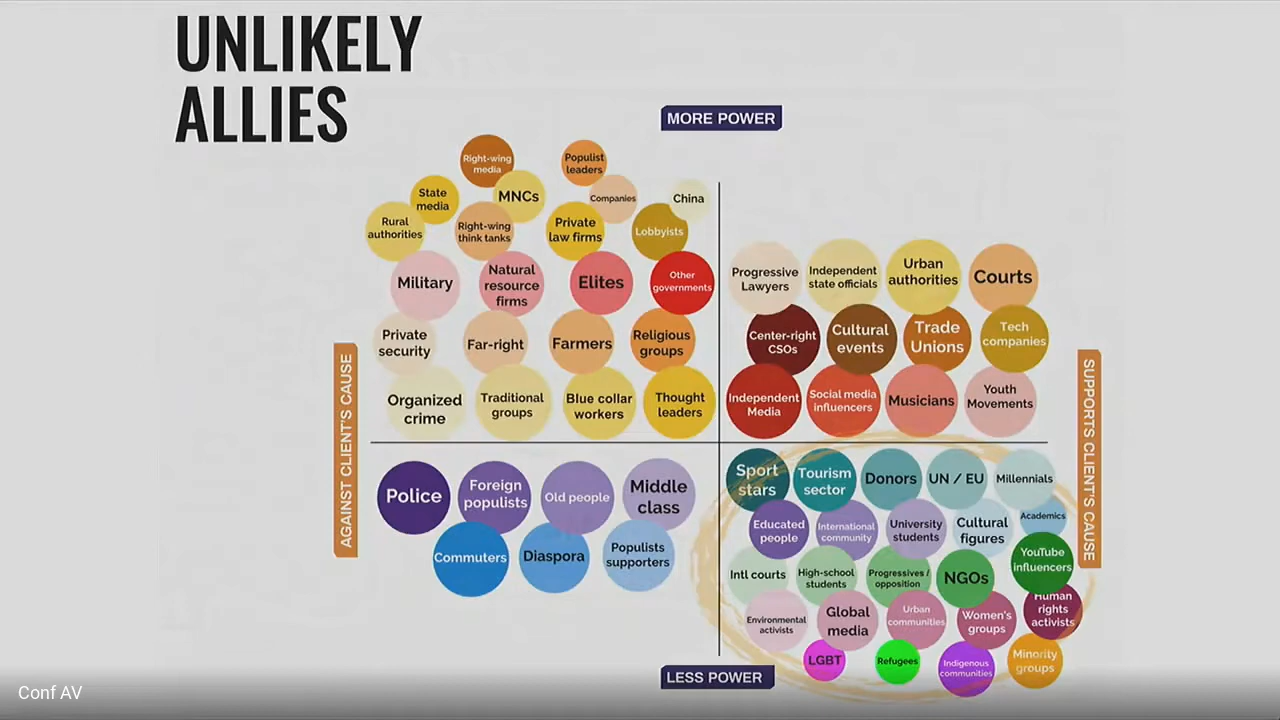 UNLIKELY
ALLIES
MORE POWER
Right-wing
media
Populist
leaders
State
media
MNCs
Companies
China
Rural
authorities
Right-wing
think tanks
Private
law firms
Lobbyists
Military
Natural
resource
firms
Elites
Other
governments
Private
security
Far-right
Farmers
Religious
groups
Organized
crime
Traditional
groups
Blue collar
workers
Thought
leaders
Progressive
Lawyers
Independent
state officials
Urban
authorities
Courts
Center-right
CSOs
Cultural
events
Trade
Unions
Tech
companies
Independent
Media
Social media
influencers
Musicians
Youth
Movements
AGAINST CLIENT'S CAUSE
SUPPORTS CLIENT'S CAUSE
Police
Foreign
populists
Old people
Middle
class
Commuters
Diaspora
Populists
supporters
Sport
stars
Tourism
sector
Donors
UN / EU
Millennials
Educated
people
International
community
University
students
Cultural
figures
Academics
Intl courts
High-school
students
Progressives /
opposition
NGOs
YouTube
influencers
Environmental
activists
Global
media
Urban
communities
Women's
groups
Human
rights
activists
LGBT
Refugees
Indigenous
communities
Minority
groups
LESS POWER
Conf AV